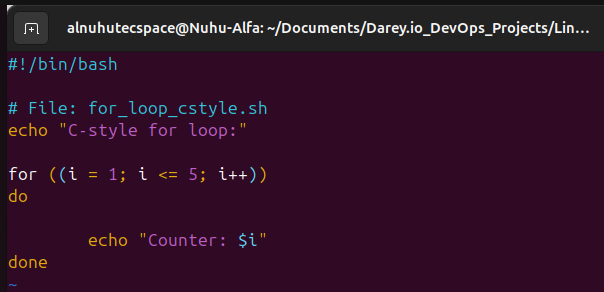 alnuhutecspace@Nuhu-Alfa: ~/Documents/Darey.io_DevOps_Projects/Lin...
#!/bin/bash
# File: for_loop_cstyle.sh
echo "C-style for loop:"
for ((i = 1; i <= 5; i++))
do
echo "Counter: $i"
done
~